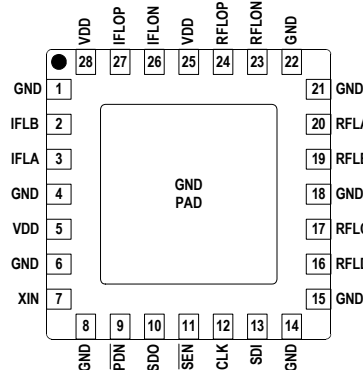 VDD
IFLOP
IFLON
VDD
RFLOP
RFLON
GND
28 27 26 25 24 23 22
GND 1
21 GND
IFLB 2
20 RFLA
IFLA 3
19 RFLB
GND 4
18 GND
VDD 5
17 RFLC
GND 6
16 RFLD
XIN 7
15 GND
GND
PAD
8 9 10 11 12 13 14
GND
PDN
SDO
SEN
CLK
SDI
GND